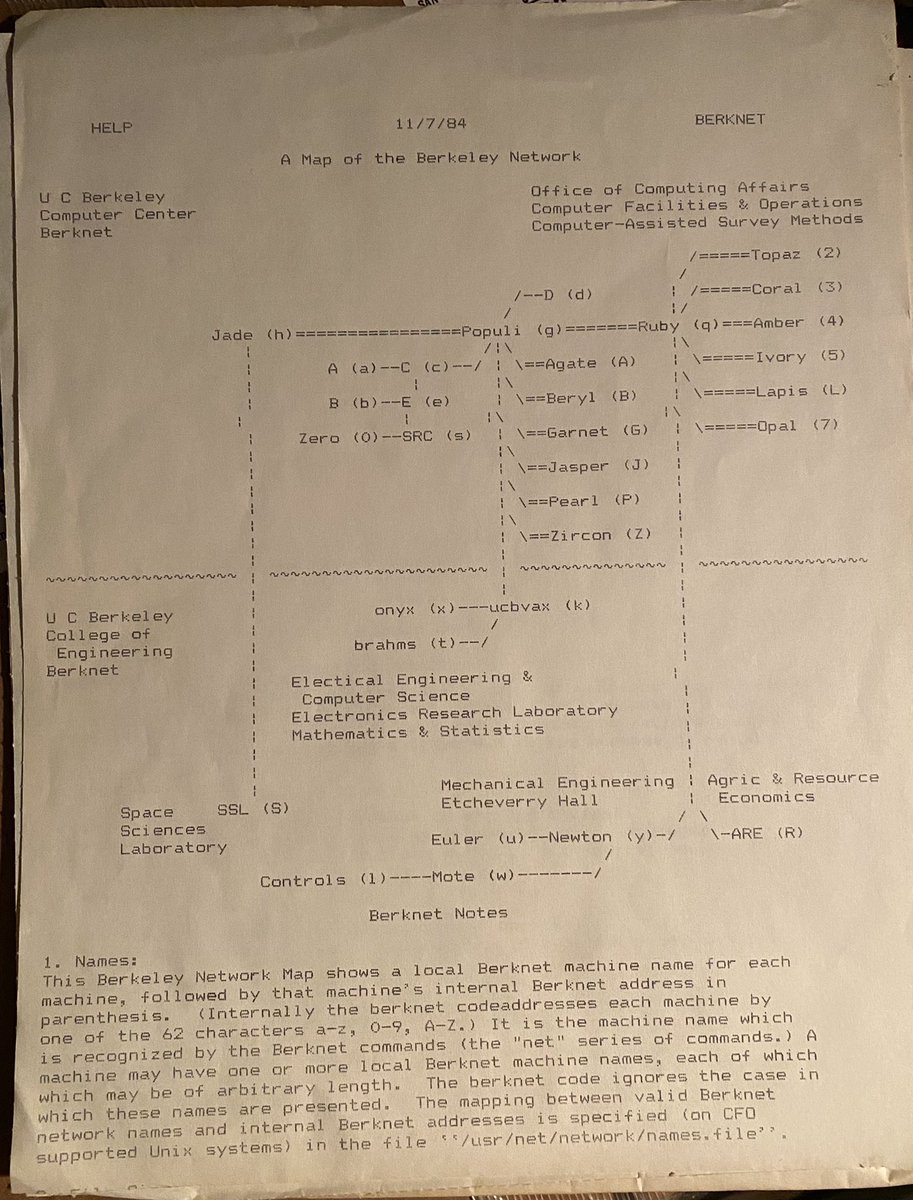 HELP 11/7/84 BERKNET
A Map of the Berkeley Network
U C Berkeley
Computer Center
Berknet
Office of Computing Affairs
Computer Facilities & Operations
Computer-Assisted Survey Methods
/=====Topaz (2)
/--D (d) /=====Coral (3)
Jade (h)================Populi (g)=======Ruby (q)===Amber (4)
A (a)--C (c)--/ \==Agate (A) \=====Ivory (5)
B (b)--E (e) \==Beryl (B) \=====Lapis (L)
Zero (0)--SRC (s) \==Garnet (G) \=====Opal (7)
\==Jasper (J)
\==Pearl (P)
\==Zircon (Z)
U C Berkeley
College of
Engineering
Berknet
onyx (x)---ucbvax (k)
brahms (t)--/
Electical Engineering &
Computer Science
Electronics Research Laboratory
Mathematics & Statistics
Mechanical Engineering
Etcheverry Hall
Agric & Resource
Economics
Space
Sciences
Laboratory
SSL (S)
Euler (u)--Newton (y)-/ \-ARE (R)
Controls (l)----Mote (w)-------/
Berknet Notes
1. Names:
This Berkeley Network Map shows a local Berknet machine name for each
machine, followed by that machine's internal Berknet address in
parenthesis. (Internally the berknet codeaddresses each machine by
one of the 62 characters a-z, 0-9, A-Z.) It is the machine name which
is recognized by the Berknet commands (the "net" series of commands.) A
machine may have one or more local Berknet machine names, each of which
which may be of arbitrary length. The berknet code ignores the case in
which these names are presented. The mapping between valid Berknet
network names and internal Berknet addresses is specified (on CFO
supported Unix systems) in the file ``/usr/net/network/names.file''.